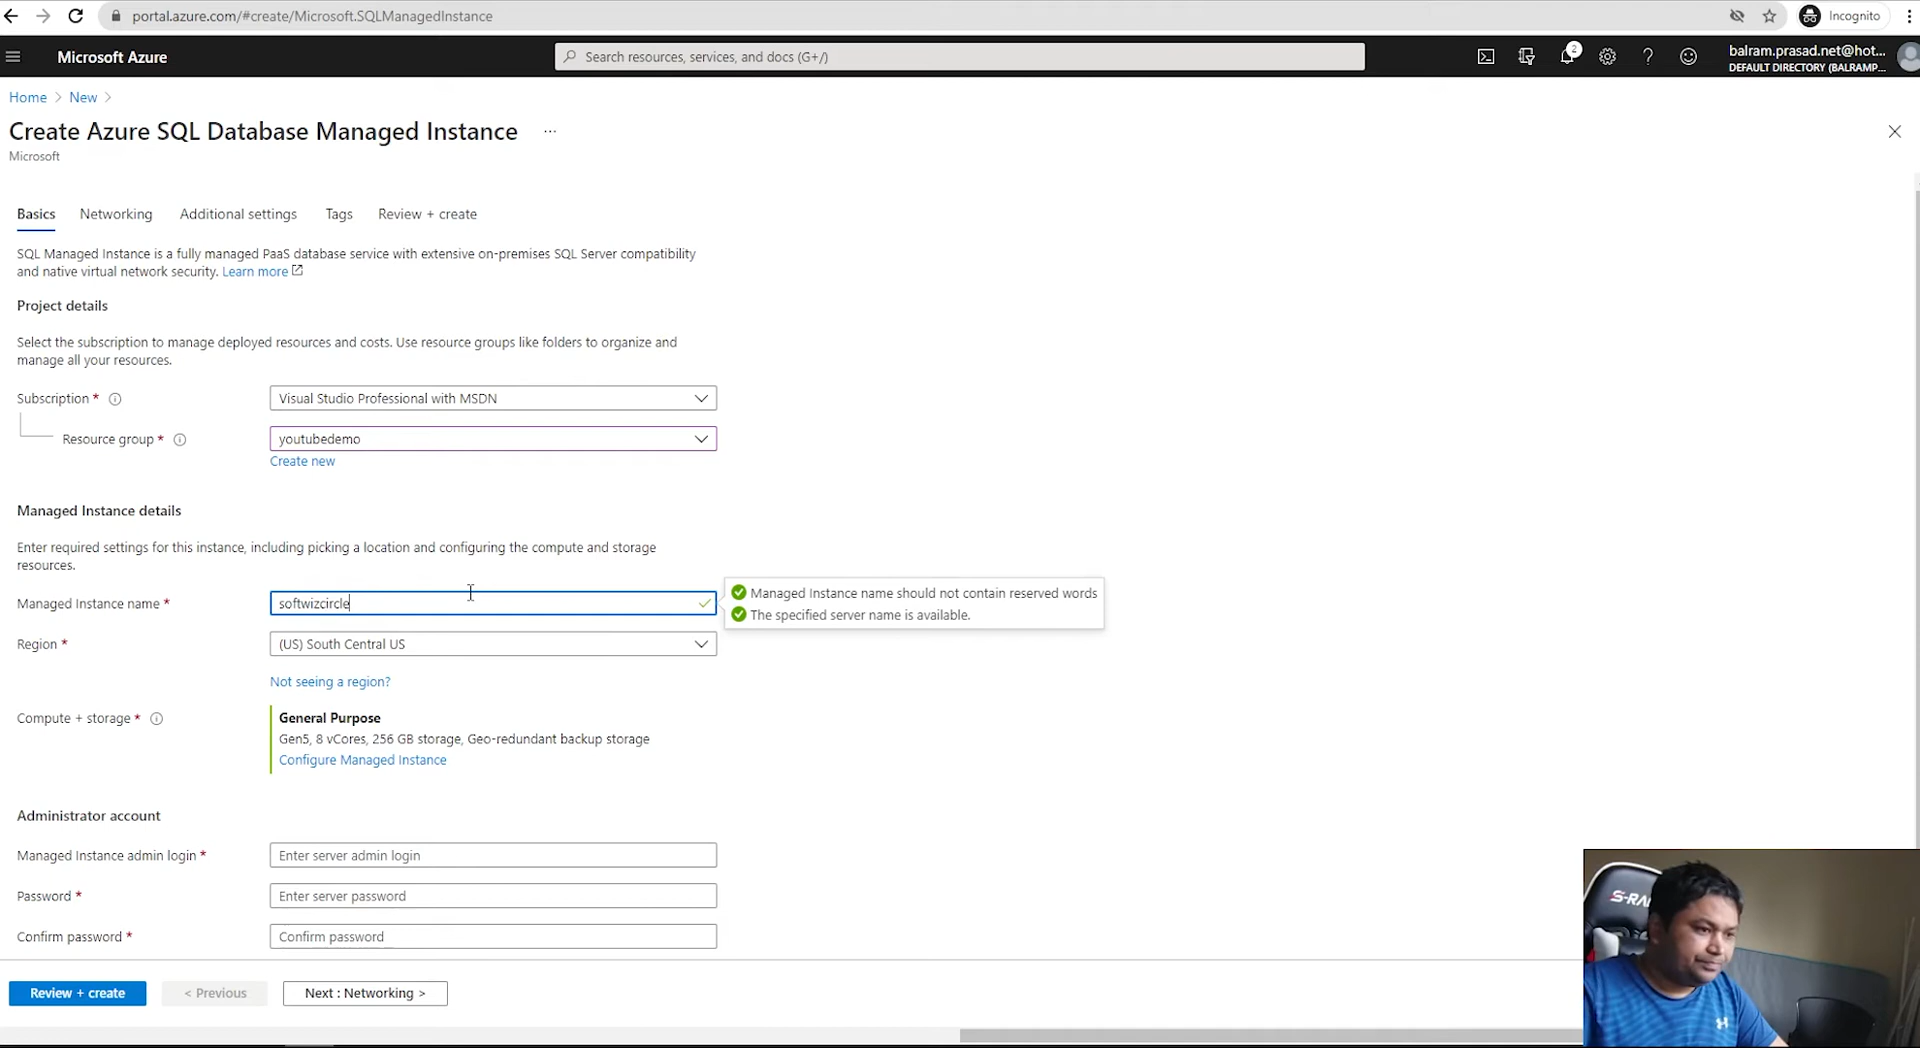 portal.azure.com/#create/Microsoft.SQLManagedInstance
Incognito
Microsoft Azure
Search resources, services, and docs (G+/)
2
balram.prasad.net@hot...
DEFAULT DIRECTORY (BALRAMP...
Home > New >
Create Azure SQL Database Managed Instance ...
Microsoft
Basics Networking Additional settings Tags Review + create
SQL Managed Instance is a fully managed PaaS database service with extensive on-premises SQL Server compatibility
and native virtual network security. Learn more
Project details
Select the subscription to manage deployed resources and costs. Use resource groups like folders to organize and
manage all your resources.
Subscription * Visual Studio Professional with MSDN
Resource group * youtubedemo
Create new
Managed Instance details
Enter required settings for this instance, including picking a location and configuring the compute and storage
resources.
Managed Instance name * softwizcircle
Managed Instance name should not contain reserved words
The specified server name is available.
Region * (US) South Central US
Not seeing a region?
Compute + storage * General Purpose
Gen5, 8 vCores, 256 GB storage, Geo-redundant backup storage
Configure Managed Instance
Administrator account
Managed Instance admin login * Enter server admin login
Password * Enter server password
Confirm password * Confirm password
Review + create < Previous Next : Networking >